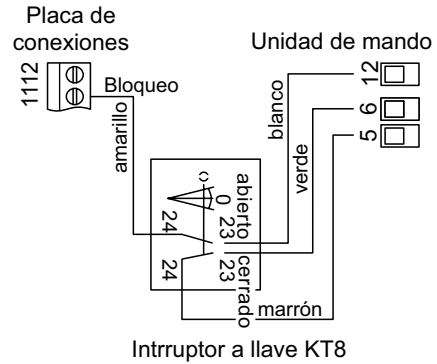 Placa de
conexiones
Unidad de mando
1112
Bloqueo
amarillo
blanco
verde
12
6
5
abierto
0
24
23
24
23
cerrado
marrón
Intrruptor a llave KT8